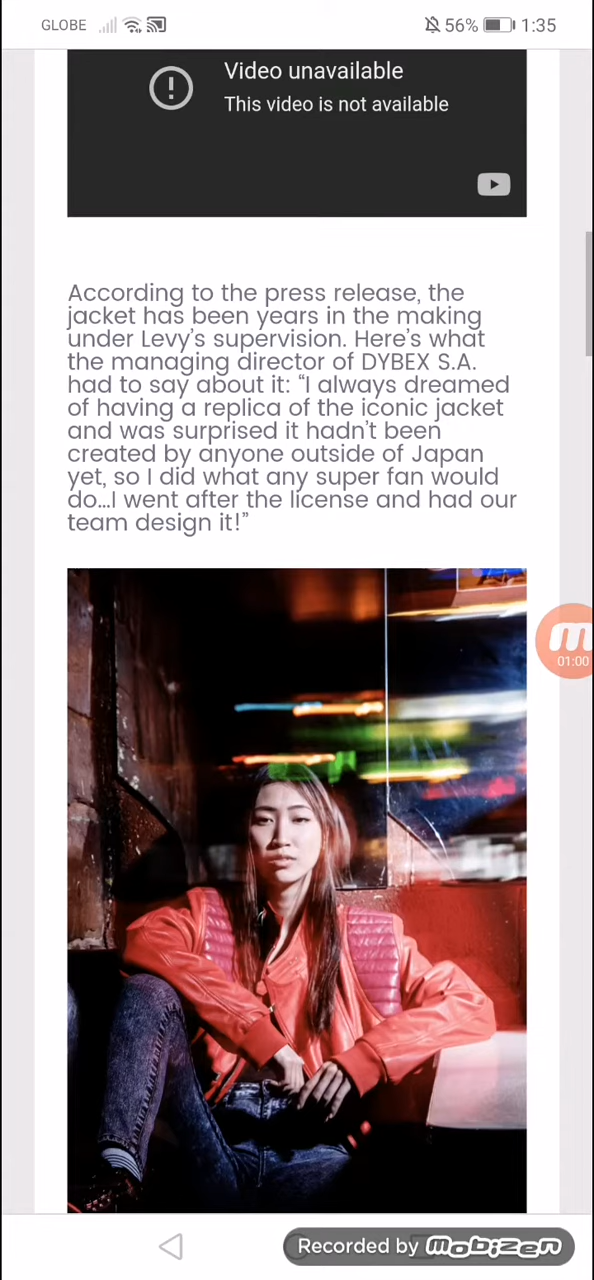 GLOBE 56% 1:35
Video unavailable
This video is not available
According to the press release, the
jacket has been years in the making
under Levy’s supervision. Here’s what
the managing director of DYBEX S.A.
had to say about it: “I always dreamed
of having a replica of the iconic jacket
and was surprised it hadn’t been
created by anyone outside of Japan
yet, so I did what any super fan would
do...I went after the license and had our
team design it!”
m
01:00
Recorded by mobizen